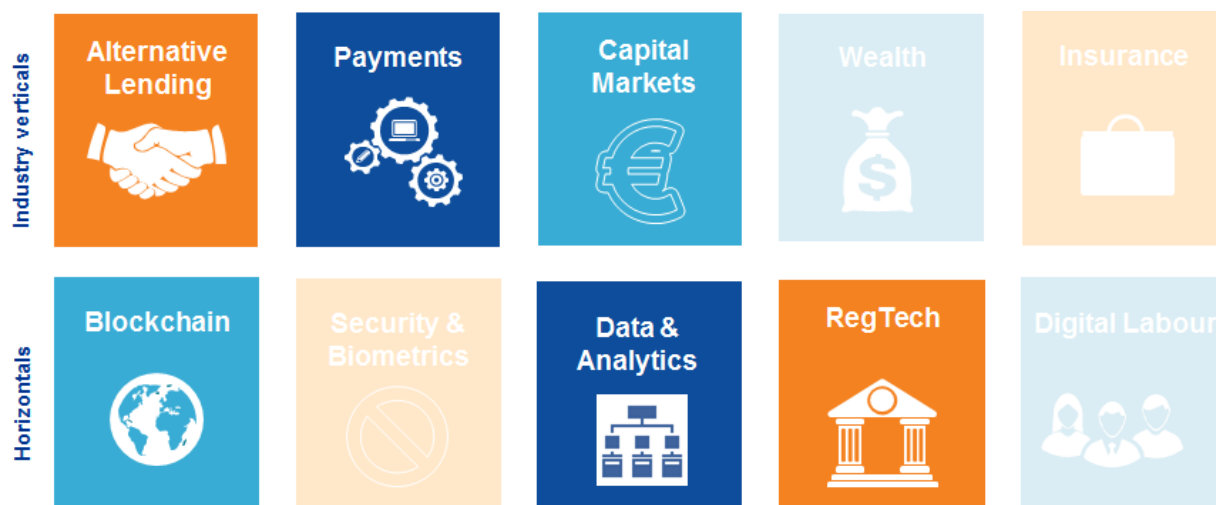 Industry verticals
Alternative
Lending
Payments
Capital
Markets
Wealth
$
Insurance
Horizontals
Blockchain
Security &
Biometrics
Data &
Analytics
RegTech
Digital Labour